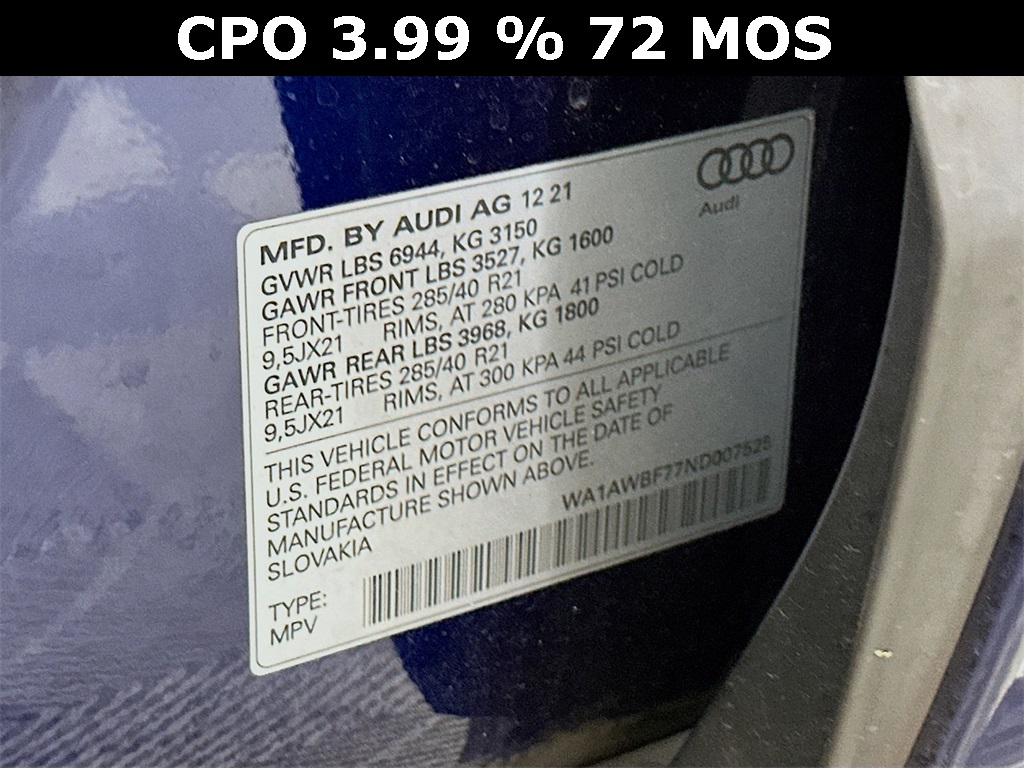 CPO 3.99 % 72 MOS
Audi
MFD. BY AUDI AG 12 21
GVWR LBS 6944, KG 3150
GAWR FRONT LBS 3527, KG 1600
FRONT-TIRES 285/40 R21
9,5JX21 RIMS, AT 280 KPA 41 PSI COLD
GAWR REAR LBS 3968, KG 1800
REAR-TIRES 285/40 R21
9,5JX21 RIMS, AT 300 KPA 44 PSI COLD
THIS VEHICLE CONFORMS TO ALL APPLICABLE
U.S. FEDERAL MOTOR VEHICLE SAFETY
STANDARDS IN EFFECT ON THE DATE OF
MANUFACTURE SHOWN ABOVE.
SLOVAKIA
WA1AWBF77ND007528
TYPE:
MPV